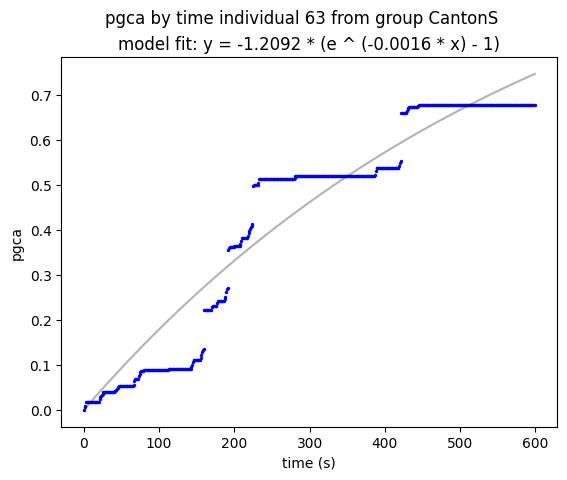 pgca by time individual 63 from group CantonS
model fit: y = -1.2092 * (e ^ (-0.0016 * x) - 1)
0.7
0.6
0.5
0.4
0.3
0.2
0.1
0.0
pgca
0 100 200 300 400 500 600
time (s)